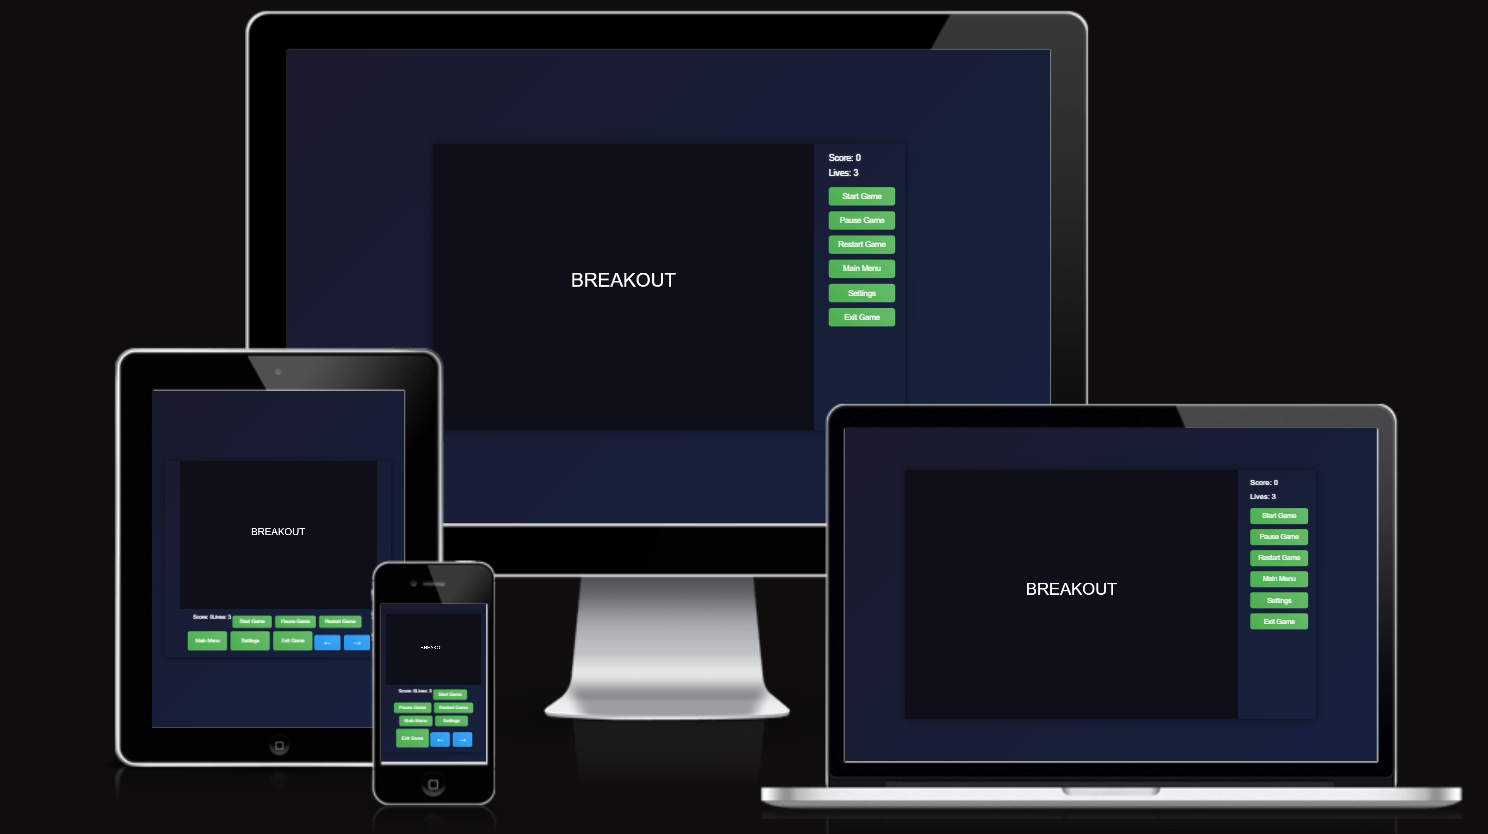 Score: 0
Lives: 3
Start Game
Pause Game
Restart Game
Main Menu
Settings
Exit Game
BREAKOUT
BREAKOUT
Score: 0Lives: 3 Start Game Pause Game Restart Game
Main Menu Settings Exit Game ← →
Score: 0Lives: 3 Start Game
Pause Game Restart Game
Main Menu Settings
Exit Game ← →
Score: 0
Lives: 3
Start Game
Pause Game
Restart Game
Main Menu
Settings
Exit Game
BREAKOUT